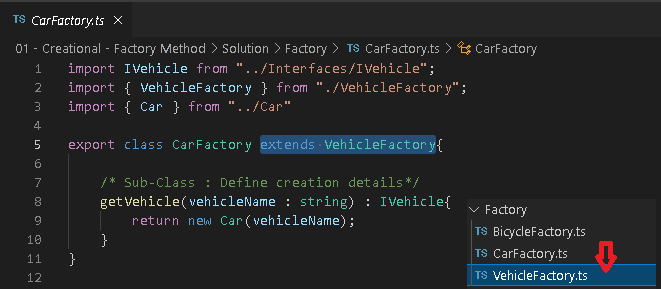 TS CarFactory.ts ×
01 - Creational - Factory Method > Solution > Factory > TS CarFactory.ts > CarFactory
1 import IVehicle from "../Interfaces/IVehicle";
2 import { VehicleFactory } from "./VehicleFactory";
3 import { Car } from "../Car"
4
5 export class CarFactory extends VehicleFactory{
6
7 /* Sub-Class : Define creation details*/
8 getVehicle(vehicleName : string) : IVehicle{
9 return new Car(vehicleName);
10 }
11 }
12
Factory
TS BicycleFactory.ts
TS CarFactory.ts
TS VehicleFactory.ts